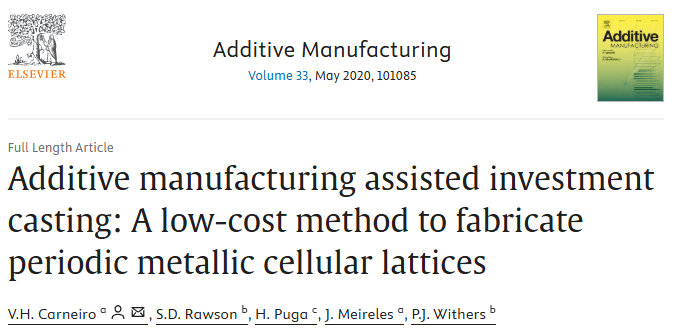 ELSEVIER
Additive Manufacturing
Volume 33, May 2020, 101085
Additive
MANUFACTURING
Full Length Article
Additive manufacturing assisted investment
casting: A low-cost method to fabricate
periodic metallic cellular lattices
V.H. Carneiro a, S.D. Rawson b, H. Puga c, J. Meireles a, P.J. Withers b